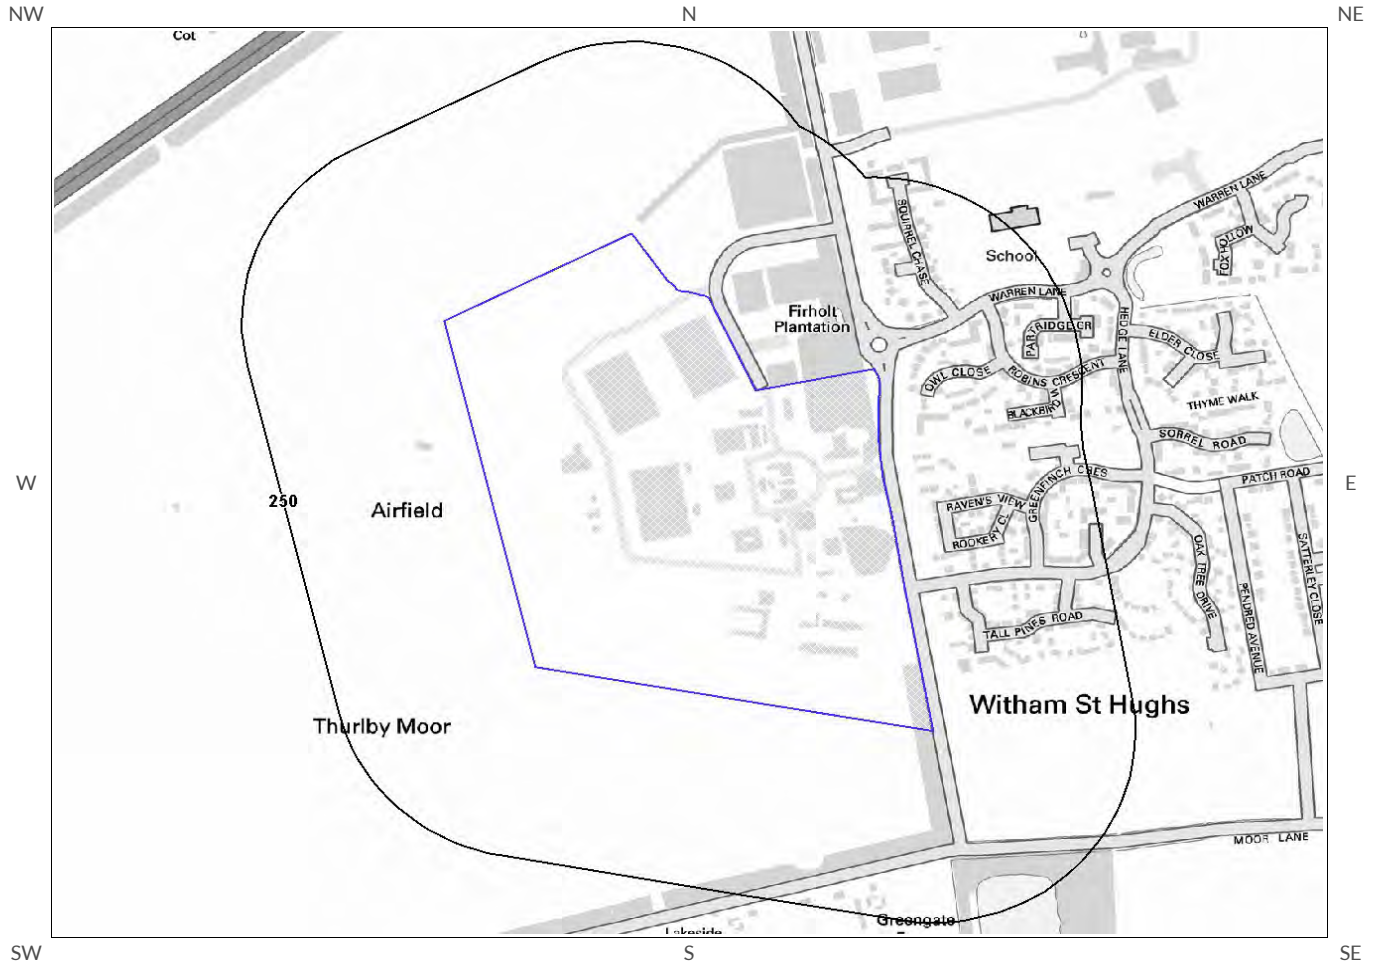 NW
N
NE
Cot
WARREN LANE
SQUIRREL CHASE
FOXHOLLOW
School
WARREN LANE
Firholt
Plantation
PARTRIDGE CR
HEDGE LANE
ELDER CLOSE
OWL CLOSE
ROBINS CRESCENT
THYME WALK
BLACKBIRD
SORREL ROAD
W
E
PATCH ROAD
GREENFINCH CRES
250
RAVEN'S VIEW
Airfield
ROOKERY CL
OAK TREE DRIVE
SATTERLEY CLOSE
PENDRED AVENUE
TALL PINES ROAD
Witham St Hughs
Thurlby Moor
MOOR LANE
Greengate
Lakeside
SW
S
SE